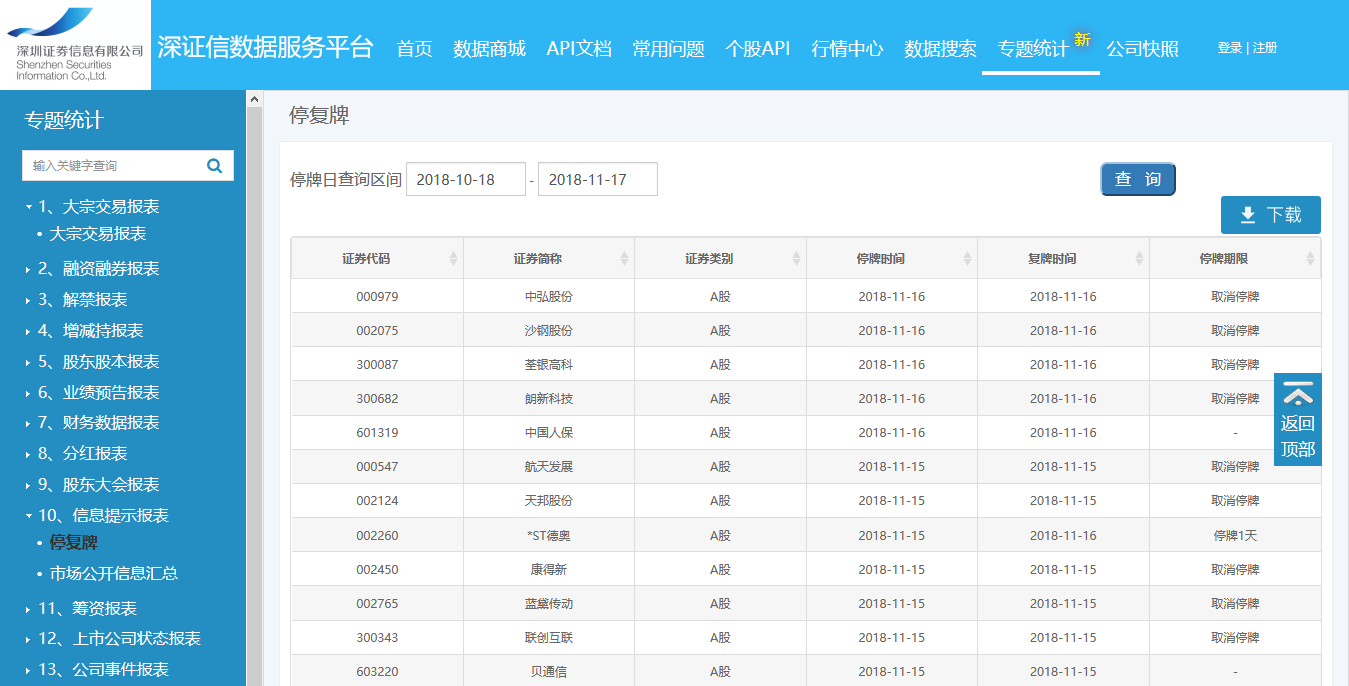 深圳证券信息有限公司
Shenzhen Securities
Information Co.,Ltd.
深证信数据服务平台 首页 数据商城 API文档 常用问题 个股API 行情中心 数据搜索 专题统计 新 公司快照 登录 | 注册
专题统计
输入关键字查询
1、大宗交易报表
• 大宗交易报表
2、融资融券报表
3、解禁报表
4、增减持报表
5、股东股本报表
6、业绩预告报表
7、财务数据报表
8、分红报表
9、股东大会报表
10、信息提示报表
• 停复牌
• 市场公开信息汇总
11、筹资报表
12、上市公司状态报表
13、公司事件报表
停复牌
停牌日查询区间 2018-10-18 - 2018-11-17 查 询
下载
证券代码 证券简称 证券类别 停牌时间 复牌时间 停牌期限
000979 中弘股份 A股 2018-11-16 2018-11-16 取消停牌
002075 沙钢股份 A股 2018-11-16 2018-11-16 取消停牌
300087 荃银高科 A股 2018-11-16 2018-11-16 取消停牌
300682 朗新科技 A股 2018-11-16 2018-11-16 取消停牌
601319 中国人保 A股 2018-11-16 2018-11-16 -
000547 航天发展 A股 2018-11-15 2018-11-15 取消停牌
002124 天邦股份 A股 2018-11-15 2018-11-15 取消停牌
002260 *ST德奥 A股 2018-11-15 2018-11-16 停牌1天
002450 康得新 A股 2018-11-15 2018-11-15 取消停牌
002765 蓝黛传动 A股 2018-11-15 2018-11-15 取消停牌
300343 联创互联 A股 2018-11-15 2018-11-15 取消停牌
603220 贝通信 A股 2018-11-15 2018-11-15 -
返回
顶部